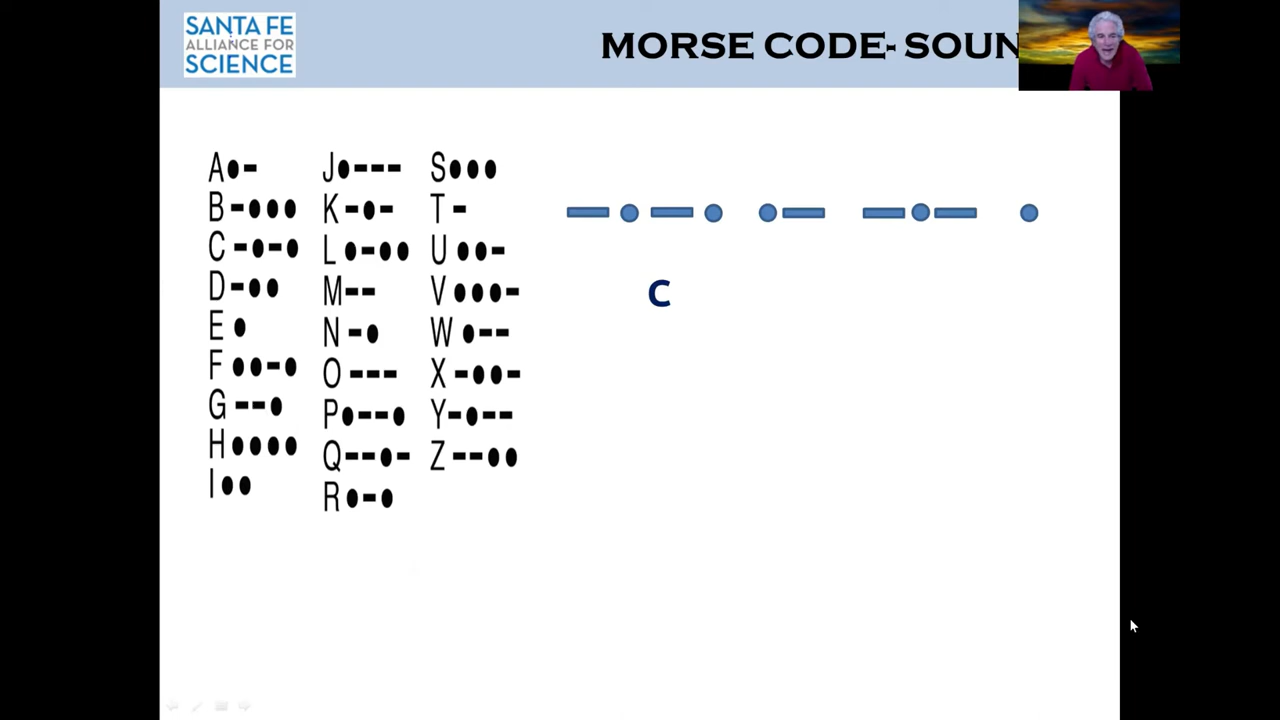 SANTA FE
ALLIANCE FOR
SCIENCE
MORSE CODE- SOUN
A●-
B-●●●
C-●-●
D-●●
E●
F●●-●
G--●
H●●●●
I●●
J●---
K-●-
L●-●●
M--
N-●
O---
P●--●
Q--●-
R●-●
S●●●
T-
U●●-
V●●●-
W●--
X-●●-
Y-●--
Z--●●
C